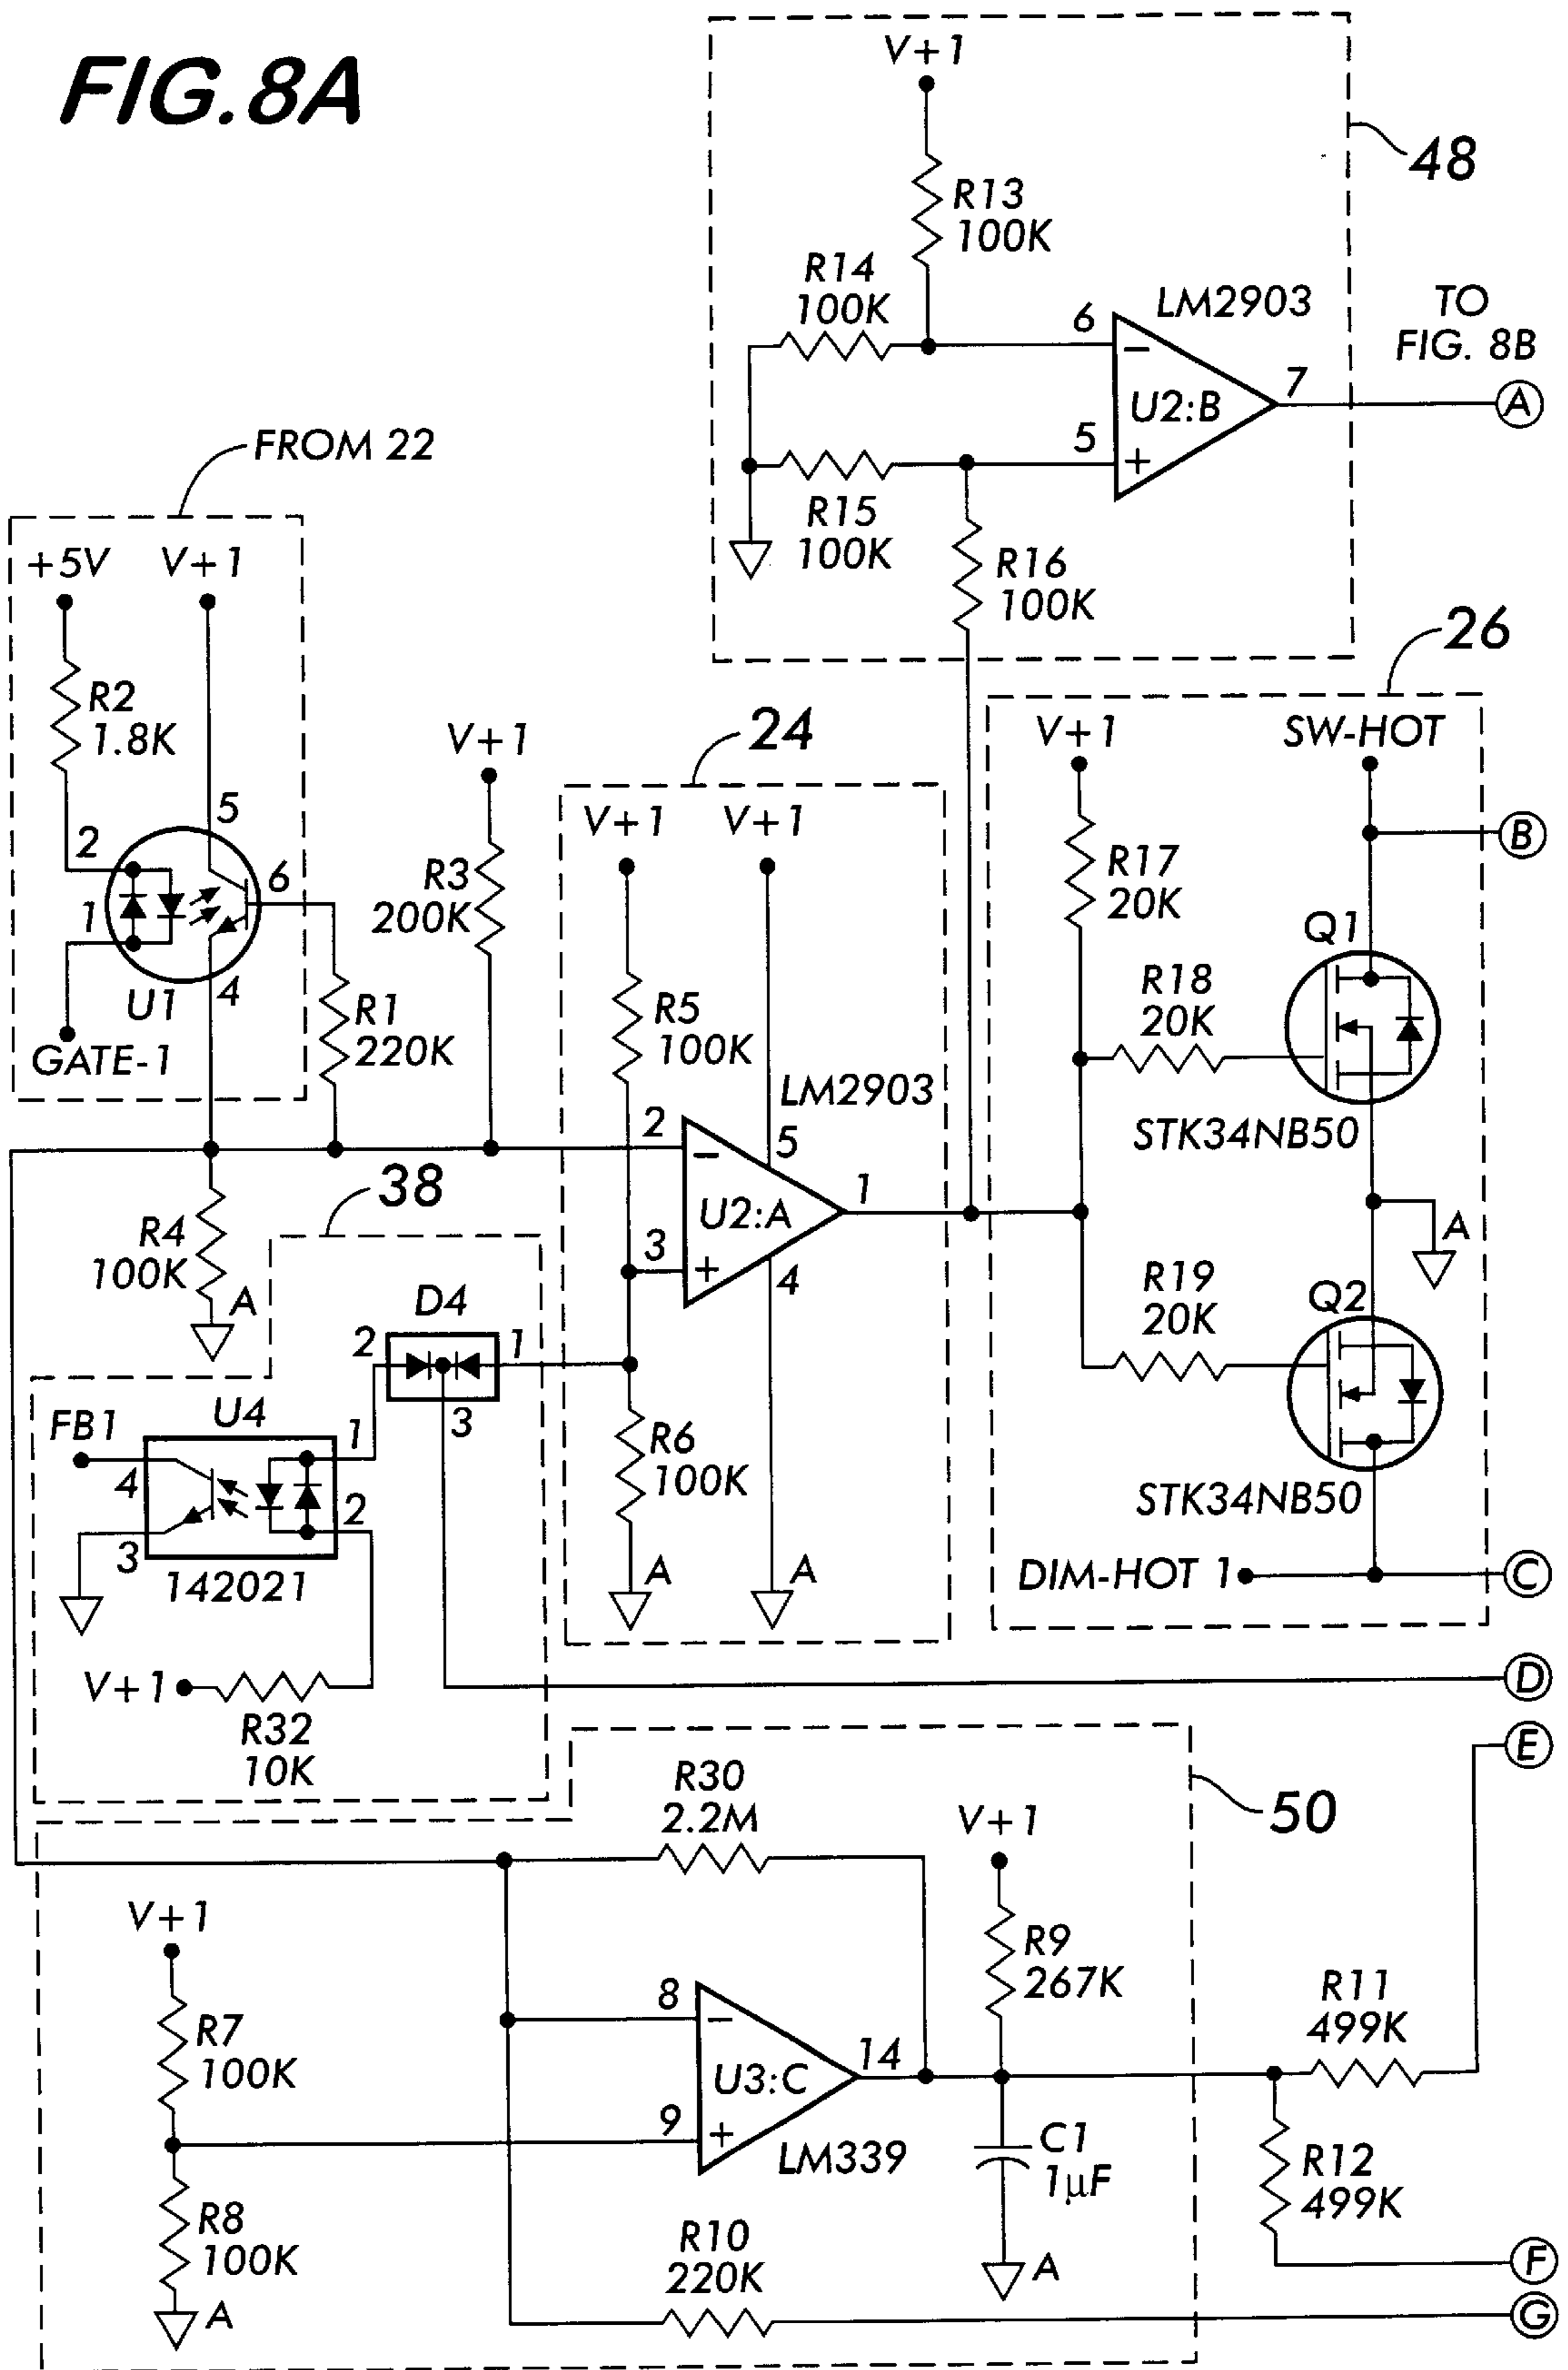 FIG.8A
V+1
48
R13
100K
R14
100K
LM2903
TO
FIG. 8B
6
−
U2:B
7
A
5
+
R15
100K
R16
100K
FROM 22
+5V
V+1
R2
1.8K
5
2
6
1
4
U1
GATE-1
R1
220K
V+1
R3
200K
24
V+1
V+1
R5
100K
LM2903
2
−
5
U2:A
1
3
+
4
R6
100K
A
A
26
V+1
SW-HOT
B
R17
20K
Q1
R18
20K
STK34NB50
A
R19
20K
Q2
STK34NB50
DIM-HOT 1
C
R4
100K
A
38
D4
2
1
3
FB1
U4
1
4
2
3
142021
V+1
R32
10K
D
E
R30
2.2M
V+1
50
V+1
R9
267K
R7
100K
8
−
U3:C
14
R11
499K
9
+
LM339
C1
1µF
R12
499K
R8
100K
R10
220K
A
A
F
G